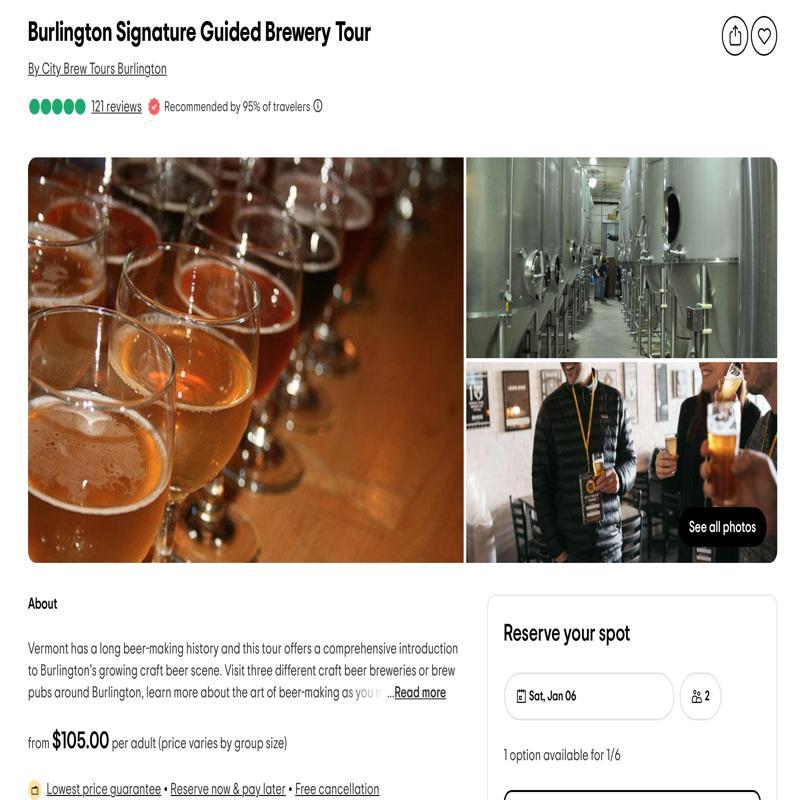 Burlington Signature Guided Brewery Tour
By City Brew Tours Burlington
121 reviews Recommended by 95% of travelers
See all photos
About
Vermont has a long beer-making history and this tour offers a comprehensive introduction
to Burlington's growing craft beer scene. Visit three different craft beer breweries or brew
pubs around Burlington, learn more about the art of beer-making as you ...Read more
from $105.00 per adult (price varies by group size)
Lowest price guarantee • Reserve now & pay later • Free cancellation
Reserve your spot
Sat, Jan 06
2
1 option available for 1/6